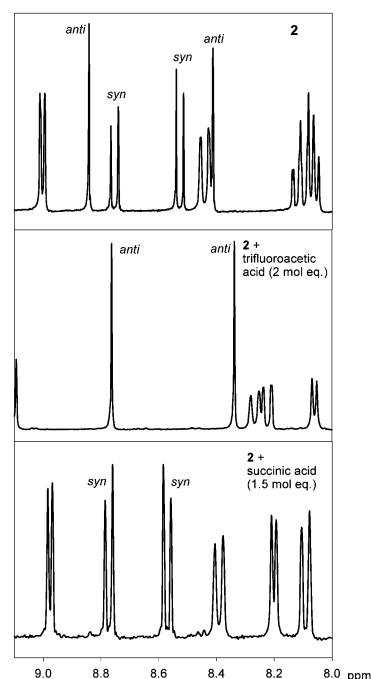 2
anti
anti
syn
syn
anti
anti
2 +
trifluoroacetic
acid (2 mol eq.)
2 +
succinic acid
(1.5 mol eq.)
syn
syn
9.0 8.8 8.6 8.4 8.2 8.0 ppm